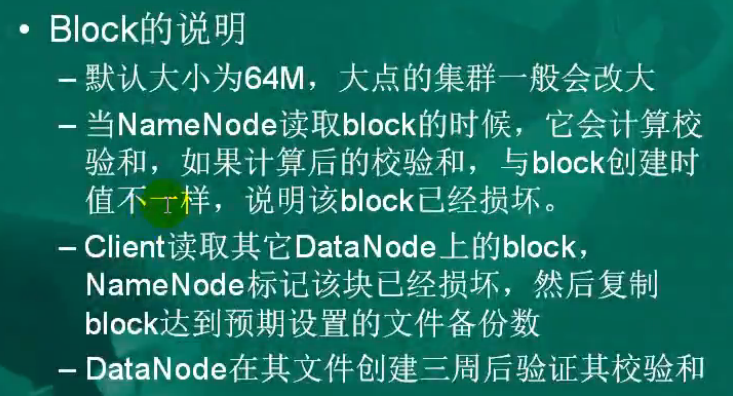 • Block的说明
– 默认大小为64M，大点的集群一般会改大
– 当NameNode读取block的时候，它会计算校
验和，如果计算后的校验和，与block创建时
值不一样，说明该block已经损坏。
– Client读取其它DataNode上的block，
NameNode标记该块已经损坏，然后复制
block达到预期设置的文件备份数
– DataNode在其文件创建三周后验证其校验和